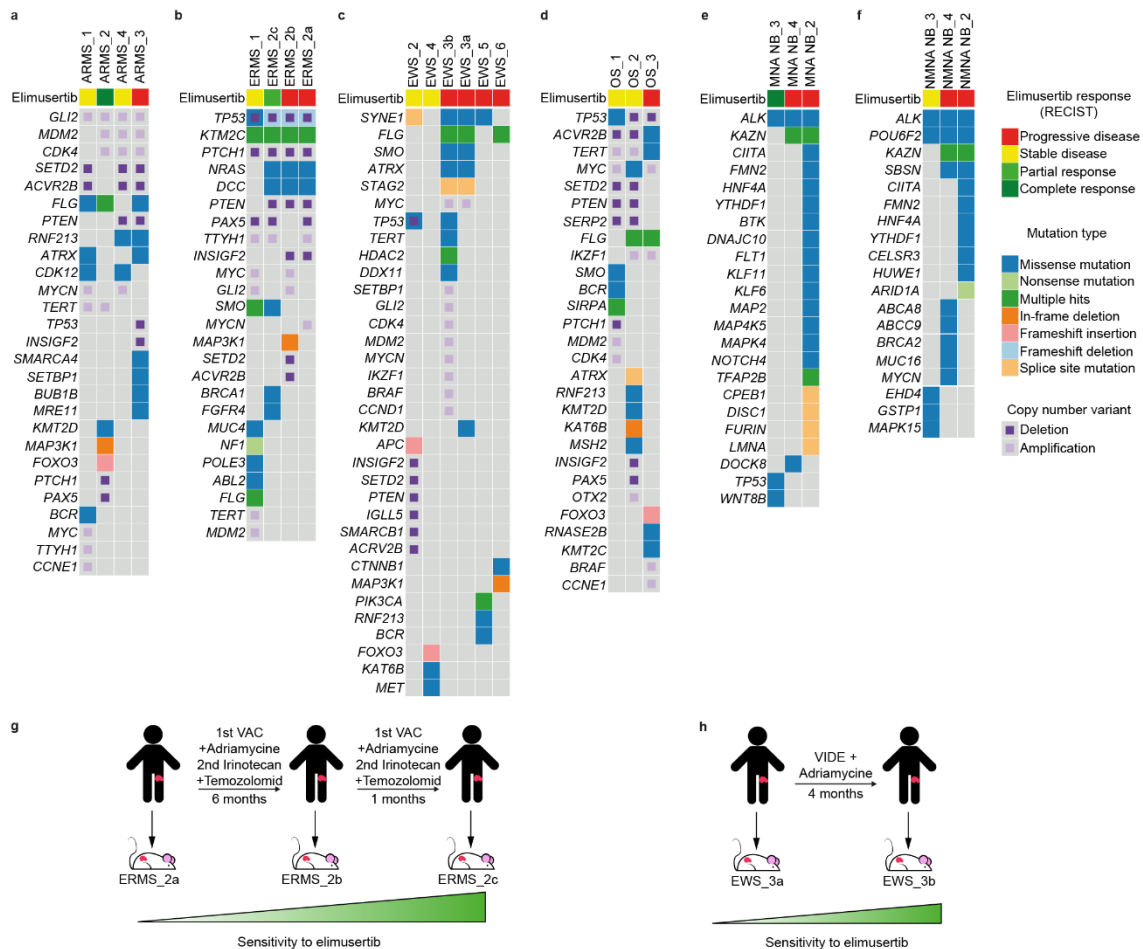 a
ARMS_1
ARMS_2
ARMS_4
ARMS_3
Elimusertib
GLI2
MDM2
CDK4
SETD2
ACVR2B
FLG
PTEN
RNF213
ATRX
CDK12
MYCN
TERT
TP53
INSIGF2
SMARCA4
SETBP1
BUB1B
MRE11
KMT2D
MAP3K1
FOXO3
PTCH1
PAX5
BCR
MYC
TTYH1
CCNE1
b
ERMS_1
ERMS_2c
ERMS_2b
ERMS_2a
Elimusertib
TP53
KTM2C
PTCH1
NRAS
DCC
PTEN
PAX5
TTYH1
INSIGF2
MYC
GLI2
SMO
MYCN
MAP3K1
SETD2
ACVR2B
BRCA1
FGFR4
MUC4
NF1
POLE3
ABL2
FLG
TERT
MDM2
c
EWS_2
EWS_4
EWS_3b
EWS_3a
EWS_5
EWS_6
Elimusertib
SYNE1
FLG
SMO
ATRX
STAG2
MYC
TP53
TERT
HDAC2
DDX11
SETBP1
GLI2
CDK4
MDM2
MYCN
IKZF1
BRAF
CCND1
KMT2D
APC
INSIGF2
SETD2
PTEN
IGLL5
SMARCB1
ACRV2B
CTNNB1
MAP3K1
PIK3CA
RNF213
BCR
FOXO3
KAT6B
MET
d
OS_1
OS_2
OS_3
Elimusertib
TP53
ACVR2B
TERT
MYC
SETD2
PTEN
SERP2
FLG
IKZF1
SMO
BCR
SIRPA
PTCH1
MDM2
CDK4
ATRX
RNF213
KMT2D
KAT6B
MSH2
INSIGF2
PAX5
OTX2
FOXO3
RNASE2B
KMT2C
BRAF
CCNE1
e
MNA NB_3
MNA NB_4
MNA NB_2
Elimusertib
ALK
KAZN
CIITA
FMN2
HNF4A
YTHDF1
BTK
DNAJC10
FLT1
KLF11
KLF6
MAP2
MAP4K5
MAPK4
NOTCH4
TFAP2B
CPEB1
DISC1
FURIN
LMNA
DOCK8
TP53
WNT8B
f
NMNA NB_3
NMNA NB_4
NMNA NB_2
Elimusertib
ALK
POU6F2
KAZN
SBSN
CIITA
FMN2
HNF4A
YTHDF1
CELSR3
HUWE1
ARID1A
ABCA8
ABCC9
BRCA2
MUC16
MYCN
EHD4
GSTP1
MAPK15
Elimusertib response
(RECIST)
Progressive disease
Stable disease
Partial response
Complete response
Mutation type
Missense mutation
Nonsense mutation
Multiple hits
In-frame deletion
Frameshift insertion
Frameshift deletion
Splice site mutation
Copy number variant
Deletion
Amplification
g
1st VAC
+Adriamycine
2nd Irinotecan
+Temozolomid
6 months
1st VAC
+Adriamycine
2nd Irinotecan
+Temozolomid
1 months
ERMS_2a
ERMS_2b
ERMS_2c
Sensitivity to elimusertib
h
VIDE +
Adriamycine
4 months
EWS_3a
EWS_3b
Sensitivity to elimusertib